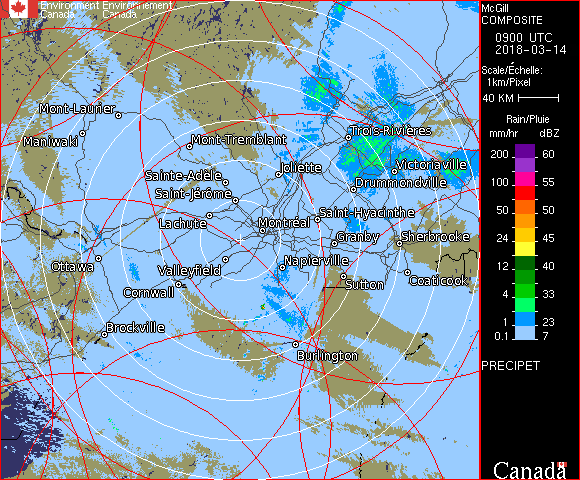 Environment Environnement
Canada Canada
McGill
COMPOSITE
0900 UTC
2018-03-14
Scale/Échelle:
1km/Pixel
40 KM
Rain/Pluie
mm/hr dBZ
200 60
100 55
50 50
24 45
12 40
4 33
1 23
0.1 7
PRECIPET
Canada
Mont-Laurier
Maniwaki
Mont-Tremblant
Trois-Rivières
Sainte-Adèle
Joliette
Victoriaville
Saint-Jérôme
Drummondville
Lachute
Montréal
Saint-Hyacinthe
Granby
Sherbrooke
Ottawa
Valleyfield
Napierville
Cornwall
Sutton
Coaticook
Brockville
Burlington